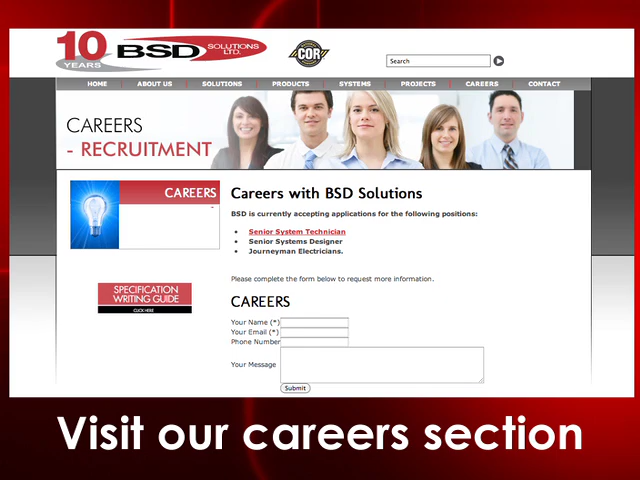 10 YEARS BSD SOLUTIONS LTD.
COR
Search
HOME ABOUT US SOLUTIONS PRODUCTS SYSTEMS PROJECTS CAREERS CONTACT
CAREERS
- RECRUITMENT
CAREERS
Careers with BSD Solutions
BSD is currently accepting applications for the following positions:
• Senior System Technician
• Senior Systems Designer
• Journeyman Electricians.
Please complete the form below to request more information.
SPECIFICATION
WRITING GUIDE
CLICK HERE
CAREERS
Your Name (*)
Your Email (*)
Phone Number
Your Message
Submit
Visit our careers section